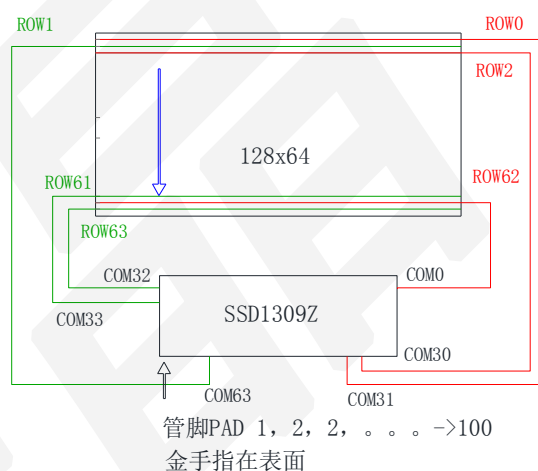 ROW1
ROW0
ROW2
128x64
ROW62
ROW61
ROW63
COM32
COM0
SSD1309Z
COM33
COM30
COM63
COM31
管脚PAD 1, 2, 2, 。。。->100
金手指在表面